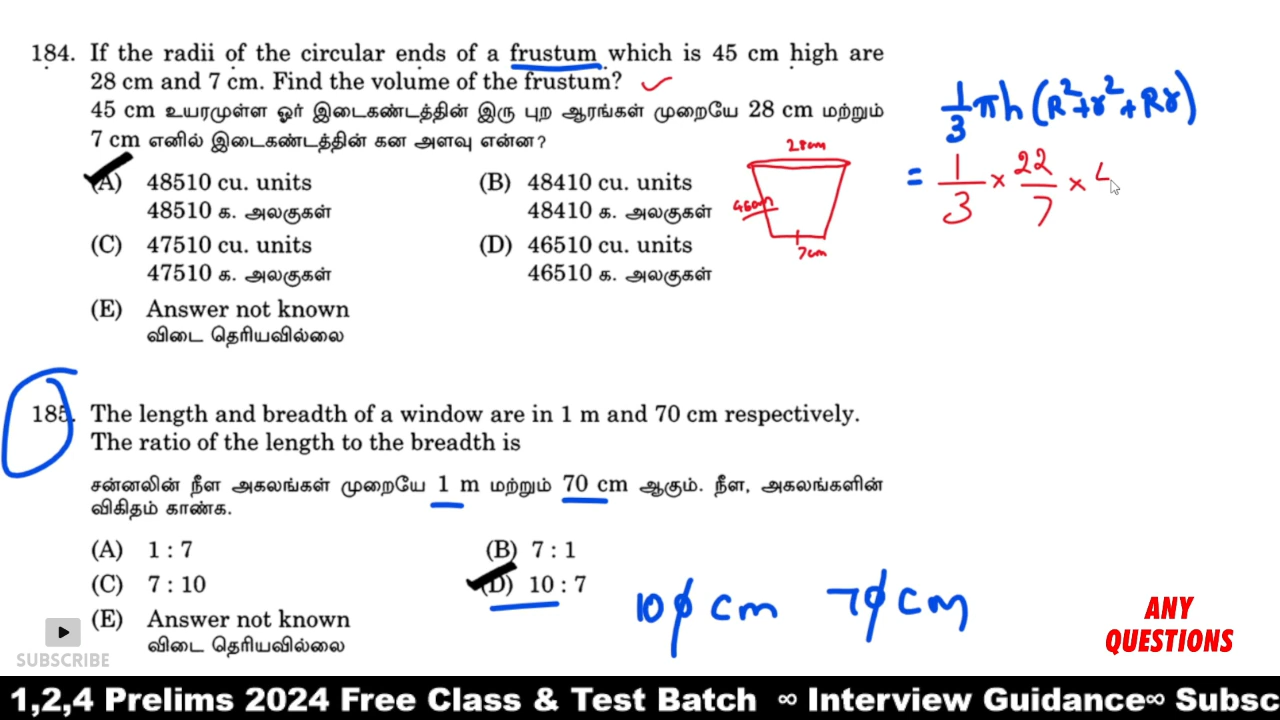 184. If the radii of the circular ends of a frustum which is 45 cm high are
28 cm and 7 cm. Find the volume of the frustum?
45 cm உயரமுள்ள ஓர் இடைகண்டத்தின் இரு புற ஆரங்கள் முறையே 28 cm மற்றும்
7 cm எனில் இடைகண்டத்தின் கன அளவு என்ன?
(A) 48510 cu. units
48510 க. அலகுகள்
(B) 48410 cu. units
48410 க. அலகுகள்
(C) 47510 cu. units
47510 க. அலகுகள்
(D) 46510 cu. units
46510 க. அலகுகள்
(E) Answer not known
விடை தெரியவில்லை
28cm
45cm
7cm
1/3 πh (R²+r²+Rr)
= 1/3 × 22/7 × 4
185. The length and breadth of a window are in 1 m and 70 cm respectively.
The ratio of the length to the breadth is
சன்னலின் நீள அகலங்கள் முறையே 1 m மற்றும் 70 cm ஆகும். நீள, அகலங்களின்
விகிதம் காண்க.
(A) 1 : 7
(B) 7 : 1
(C) 7 : 10
(D) 10 : 7
(E) Answer not known
விடை தெரியவில்லை
100 cm 70 cm
ANY
QUESTIONS
SUBSCRIBE
1,2,4 Prelims 2024 Free Class & Test Batch ∞ Interview Guidance∞ Subsc